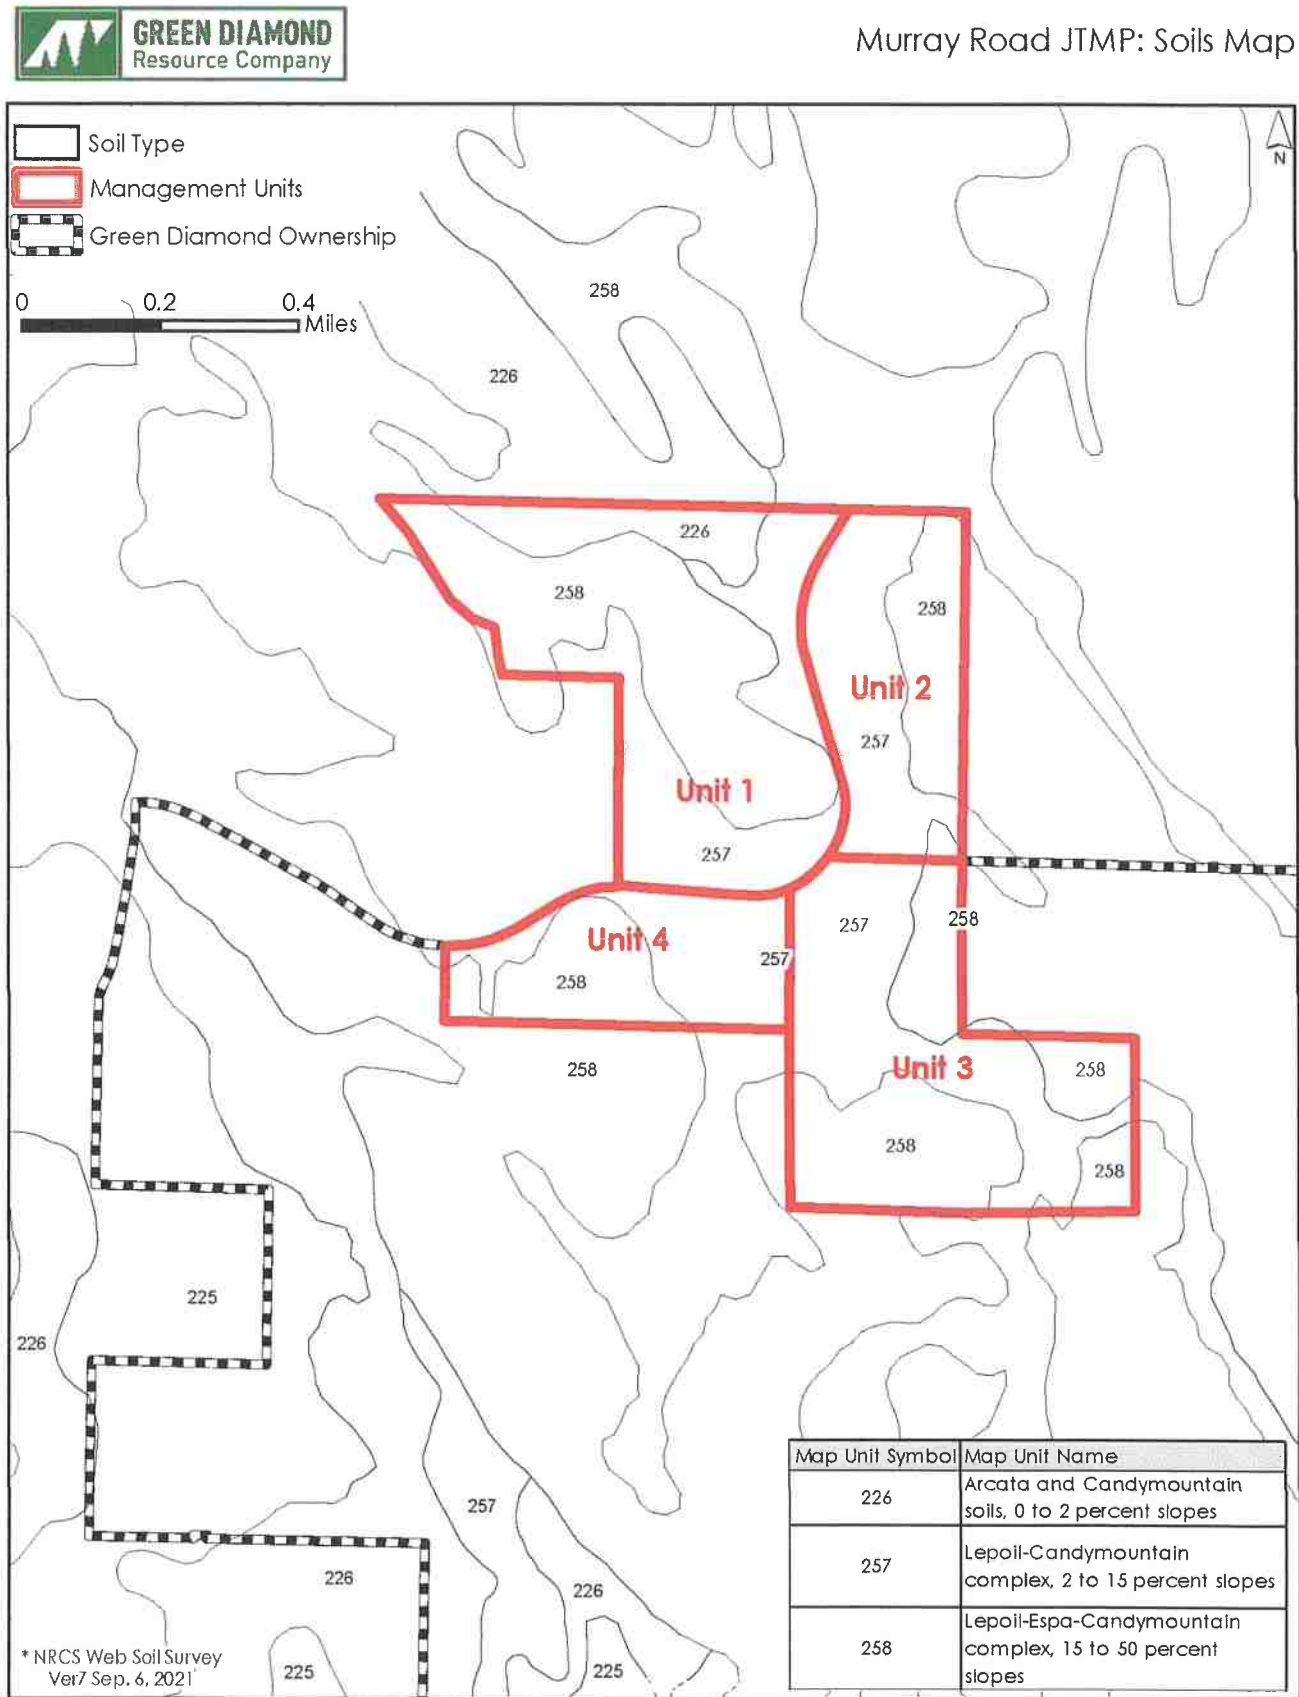 GREEN DIAMOND
Resource Company
Murray Road JTMP: Soils Map
Soil Type
Management Units
Green Diamond Ownership
N
0 0.2 0.4
Miles
258
226
226
258
258
Unit 2
257
Unit 1
257
257
258
Unit 4
257
258
258
Unit 3
258
258
258
225
226
257
226
226
225
225
Map Unit Symbol Map Unit Name
226 Arcata and Candymountain
soils, 0 to 2 percent slopes
257 Lepoil-Candymountain
complex, 2 to 15 percent slopes
258 Lepoil-Espa-Candymountain
complex, 15 to 50 percent
slopes
* NRCS Web Soil Survey
Ver7 Sep. 6, 2021